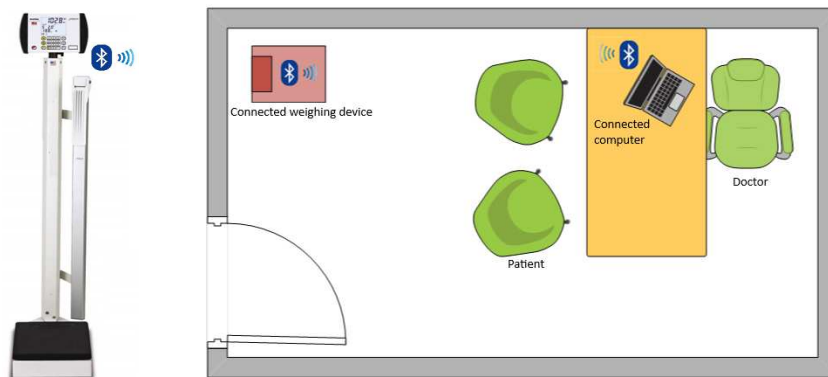 Connected weighing device
Connected
computer
Doctor
Patient